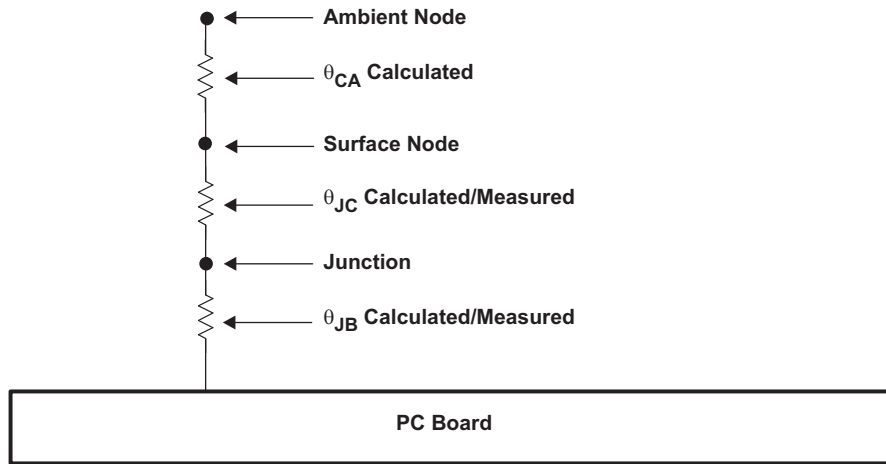 Ambient Node
θCA Calculated
Surface Node
θJC Calculated/Measured
Junction
θJB Calculated/Measured
PC Board